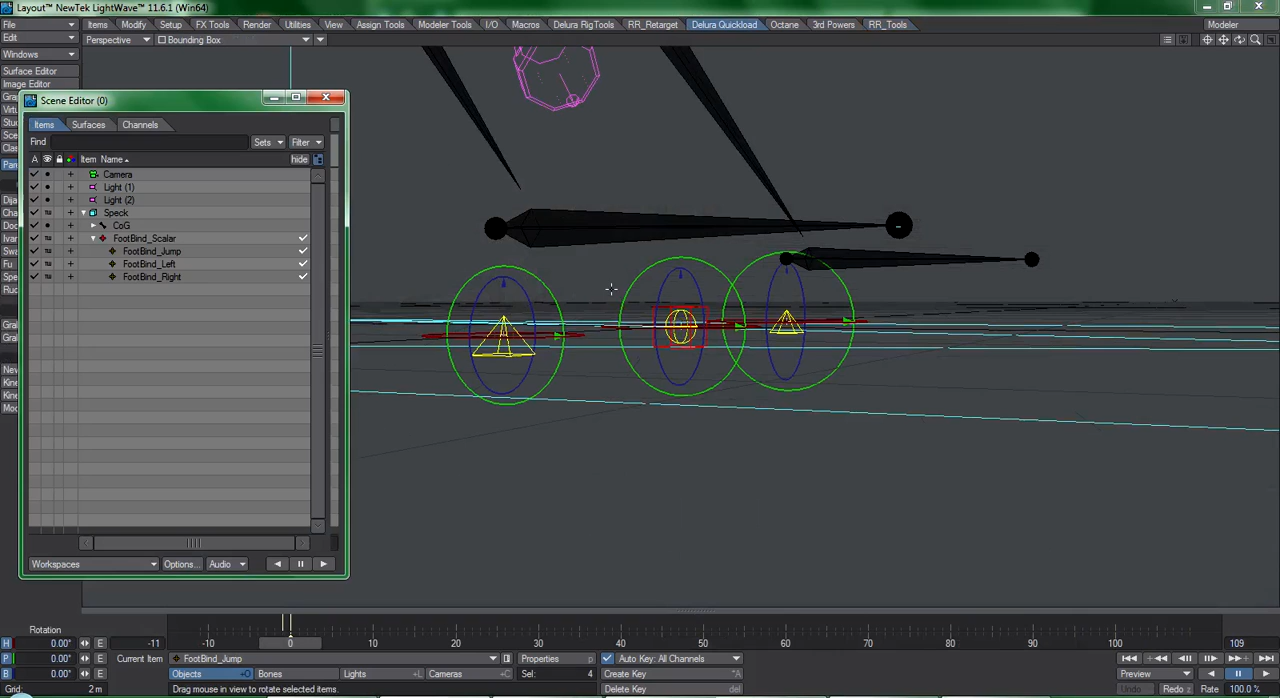 Layout™ NewTek LightWave™ 11.6.1 (Win64)
File Items Modify Setup FX Tools Render Utilities View Assign Tools Modeler Tools I/O Macros Delura RigTools RR_Retarget Delura Quickload Octane 3rd Powers RR_Tools Modeler
Edit Perspective Bounding Box
Windows
Surface Editor
Image Editor
Scene Editor (0)
Items Surfaces Channels
Find Sets Filter
A Item Name hide
Camera
Light (1)
Light (2)
Speck
CoG
FootBind_Scalar
FootBind_Jump
FootBind_Left
FootBind_Right
Workspaces Options... Audio
Rotation
-10 0 10 20 30 40 50 60 70 80 90 100
H 0.00° E -11 109
P 0.00° E Current Item FootBind_Jump Properties Auto Key: All Channels
B 0.00° E Objects +O Bones Lights +L Cameras +C Sel: 4 Create Key ^A Preview
Grid: 2 m Drag mouse in view to rotate selected items. Delete Key del Undo Redo z Rate 100.0 %